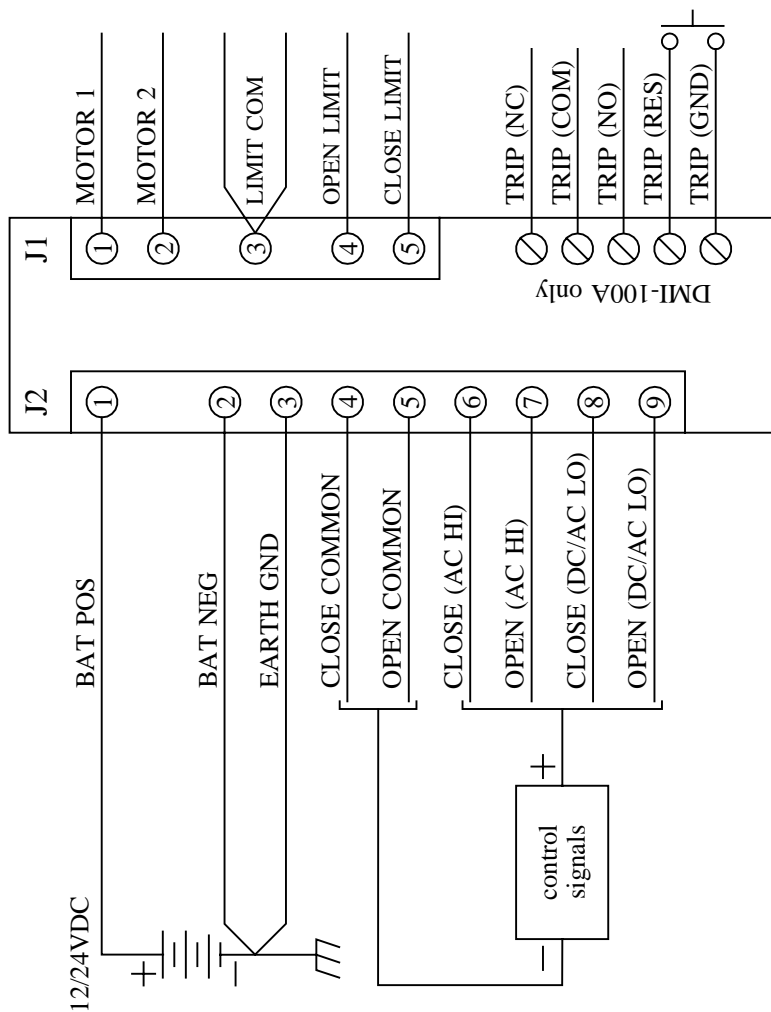 J1
MOTOR 1
1
MOTOR 2
2
LIMIT COM
3
OPEN LIMIT
4
CLOSE LIMIT
5
TRIP (NC)
TRIP (COM)
TRIP (NO)
TRIP (RES)
TRIP (GND)
DMI-100A only
J2
1
BAT POS
2
BAT NEG
3
EARTH GND
4
CLOSE COMMON
5
OPEN COMMON
6
CLOSE (AC HI)
7
OPEN (AC HI)
8
CLOSE (DC/AC LO)
9
OPEN (DC/AC LO)
12/24VDC
+
−
+
control
signals
−